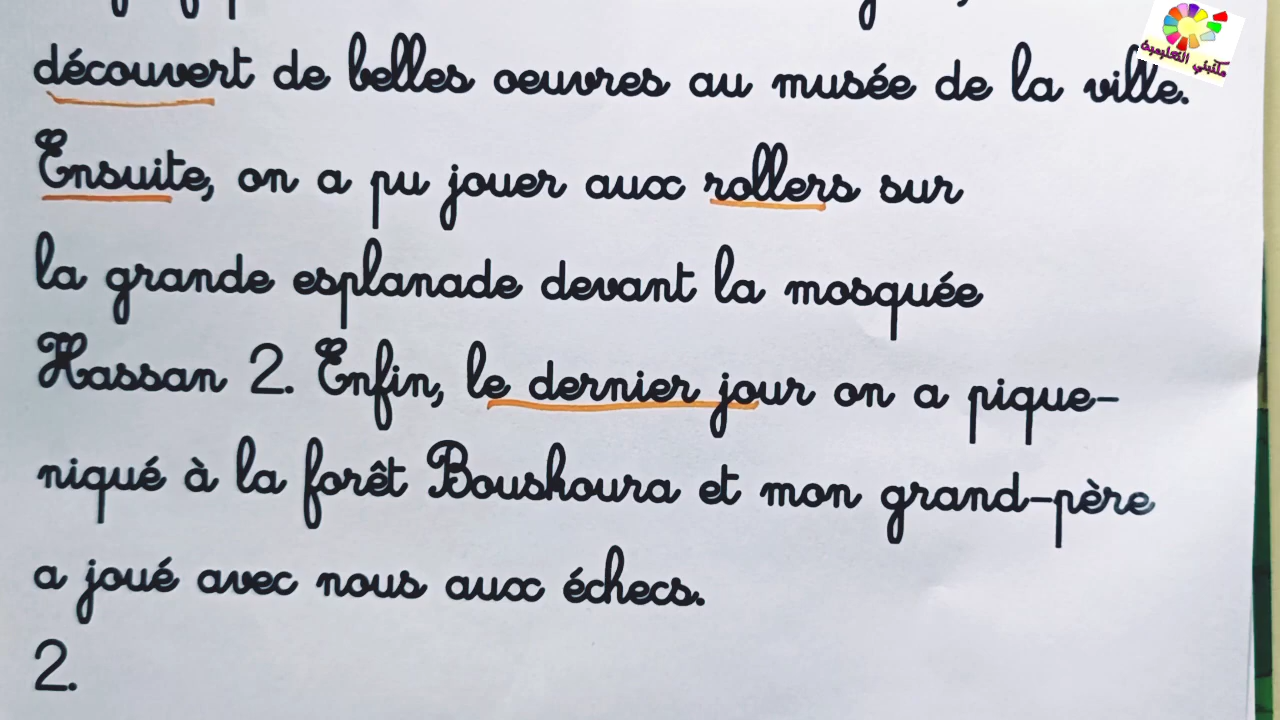 مكتبتي التعليمية
découvert de belles oeuvres au musée de la ville.
Ensuite, on a pu jouer aux rollers sur
la grande esplanade devant la mosquée
Hassan 2. Enfin, le dernier jour on a pique-
niqué à la forêt Bouskoura et mon grand-père
a joué avec nous aux échecs.
2.